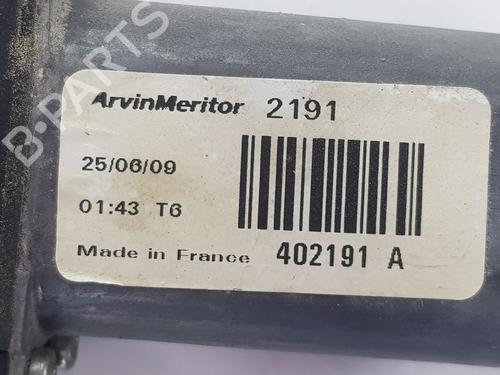 B-PARTS
ArvinMeritor 2191
25/06/09
01:43 T6
Made in France 402191 A